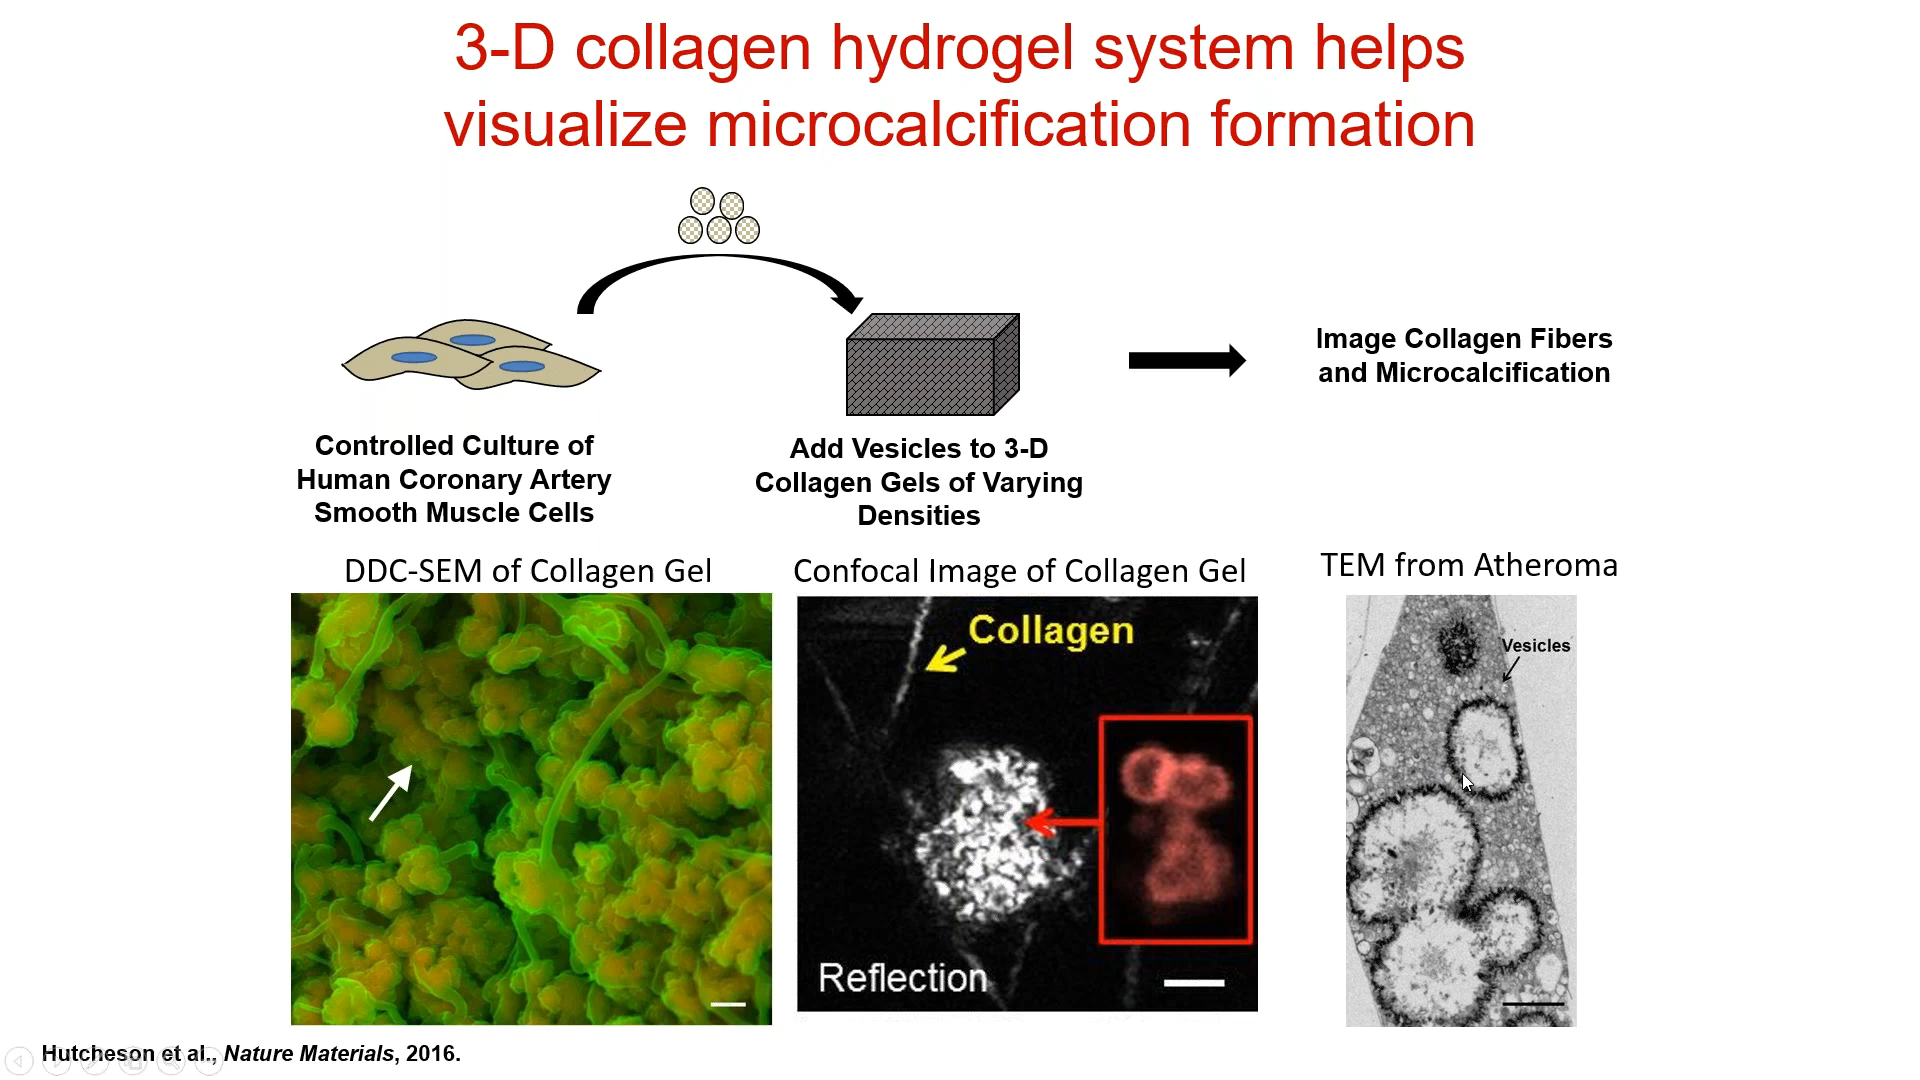 3-D collagen hydrogel system helps
visualize microcalcification formation
Controlled Culture of
Human Coronary Artery
Smooth Muscle Cells
Add Vesicles to 3-D
Collagen Gels of Varying
Densities
Image Collagen Fibers
and Microcalcification
DDC-SEM of Collagen Gel
Confocal Image of Collagen Gel
Collagen
Reflection
TEM from Atheroma
Vesicles
Hutcheson et al., Nature Materials, 2016.